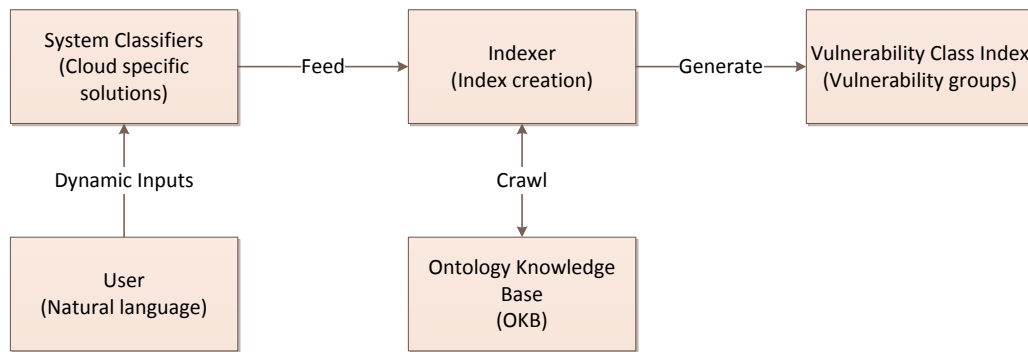 System Classifiers
(Cloud specific
solutions)
Feed
Indexer
(Index creation)
Generate
Vulnerability Class Index
(Vulnerability groups)
Dynamic Inputs
Crawl
User
(Natural language)
Ontology Knowledge
Base
(OKB)